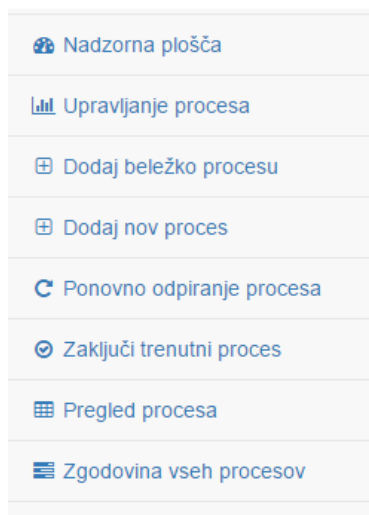 Nadzorna plošča
Upravljanje procesa
Dodaj beležko procesu
Dodaj nov proces
Ponovno odpiranje procesa
Zaključi trenutni proces
Pregled procesa
Zgodovina vseh procesov